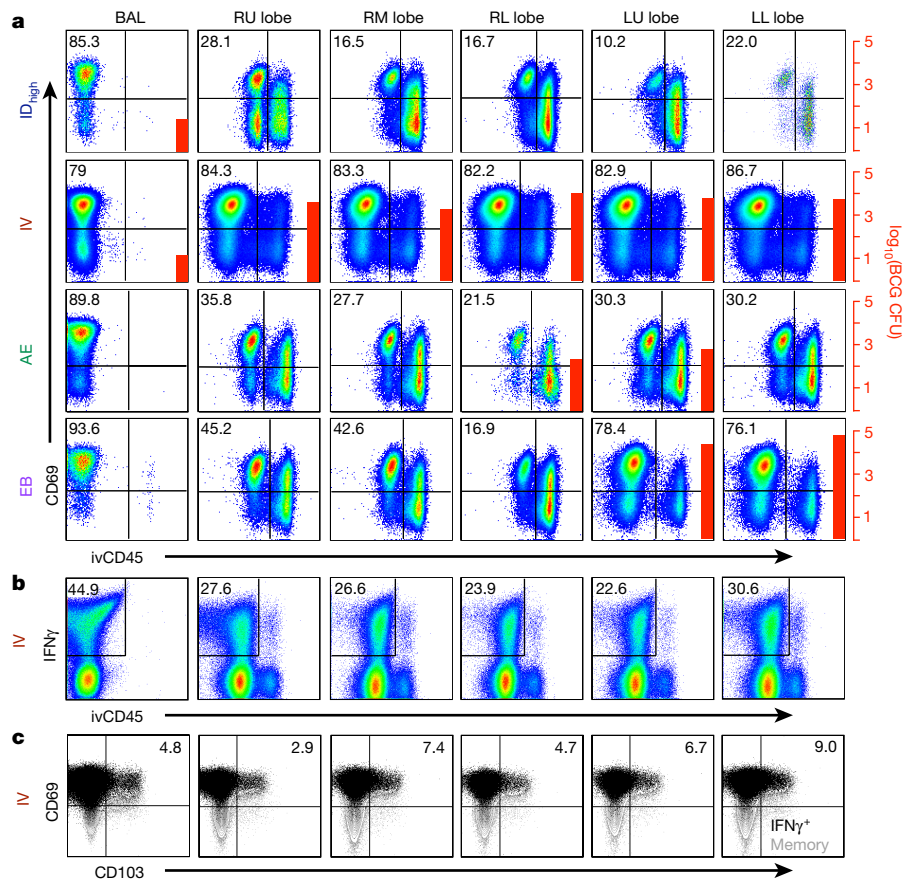 a
BAL RU lobe RM lobe RL lobe LU lobe LL lobe
ID_high 85.3 28.1 16.5 16.7 10.2 22.0 5 3 1
IV 79 84.3 83.3 82.2 82.9 86.7 5 3 1
AE 89.8 35.8 27.7 21.5 30.3 30.2 5 3 1
EB 93.6 45.2 42.6 16.9 78.4 76.1 5 3 1
log₁₀(BCG CFU)
CD69
ivCD45
b
IV IFNγ 44.9 27.6 26.6 23.9 22.6 30.6
ivCD45
c
IV CD69 4.8 2.9 7.4 4.7 6.7 9.0
IFNγ⁺
Memory
CD103